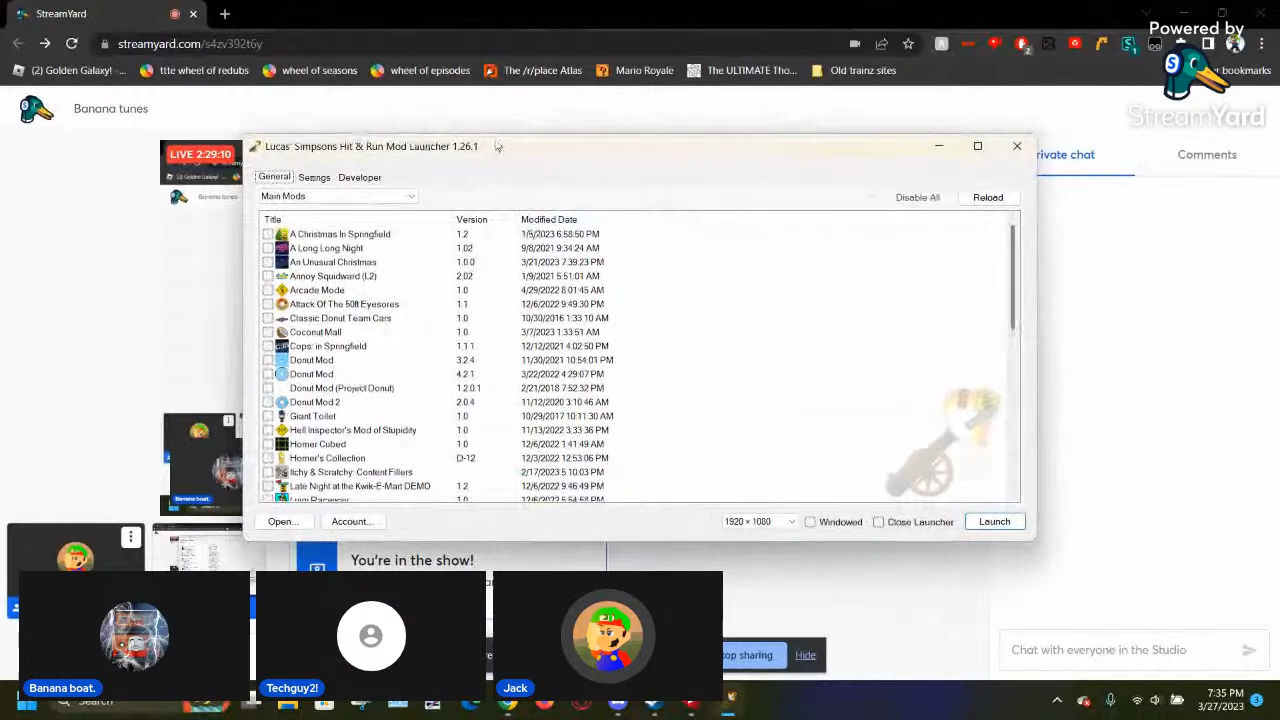 StreamYard
streamyard.com/s4zv392t6y
Powered by
StreamYard
(2) Golden Galaxy! ...
ttte wheel of redubs
wheel of seasons
wheel of episodes
The /r/place Atlas
Mario Royale
The ULTIMATE Tho...
Old trainz sites
r bookmarks
Banana tunes
LIVE 2:29:10
Banana tunes
Lucas' Simpsons Hit & Run Mod Launcher 1.26.1
General
Settings
Developer
rivate chat
Comments
Main Mods
Disable All
Reload
Title Version Modified Date
A Christmas In Springfield 1.2 1/5/2023 6:58:50 PM
A Long Long Night 1.02 9/8/2021 9:34:24 AM
An Unusual Christmas 1.0.0 3/21/2023 7:39:23 PM
Annoy Squidward (L2) 2.02 1/9/2021 5:51:01 AM
Arcade Mode 1.0 4/29/2022 8:01:45 AM
Attack Of The 50ft Eyesores 1.1 12/6/2022 9:49:30 PM
Classic Donut Team Cars 1.0 10/30/2016 1:33:10 AM
Coconut Mall 1.0 3/7/2023 1:33:51 AM
Cops! in Springfield 1.1.1 12/12/2021 4:02:50 PM
Donut Mod 3.2.4 11/30/2021 10:54:01 PM
Donut Mod 4.2.1 3/22/2022 4:29:07 PM
Donut Mod (Project Donut) 1.2.0.1 2/21/2018 7:52:32 PM
Donut Mod 2 2.0.4 11/12/2020 3:10:46 AM
Giant Toilet 1.0 10/29/2017 10:11:30 AM
Hell Inspector's Mod of Stupidity 1.0 11/13/2022 3:33:36 PM
Homer Cubed 1.0 12/6/2022 1:41:49 AM
Homer's Collection D-12 12/3/2022 12:53:06 PM
Itchy & Scratchy: Content Fillers 2/17/2023 5:10:03 PM
Late Night at the Kwik-E-Mart DEMO 1.2 12/6/2022 9:46:49 PM
Luigi Raceway 1.0 12/6/2022 5:54:58 AM
Banana boat.
Open...
Account...
1920 × 1080
Windowed
Close Launcher
Launch
You're in the show!
Banana boat.
Techguy2!
Jack
op sharing
Hide
Chat with everyone in the Studio
Search
7:35 PM
3/27/2023
3